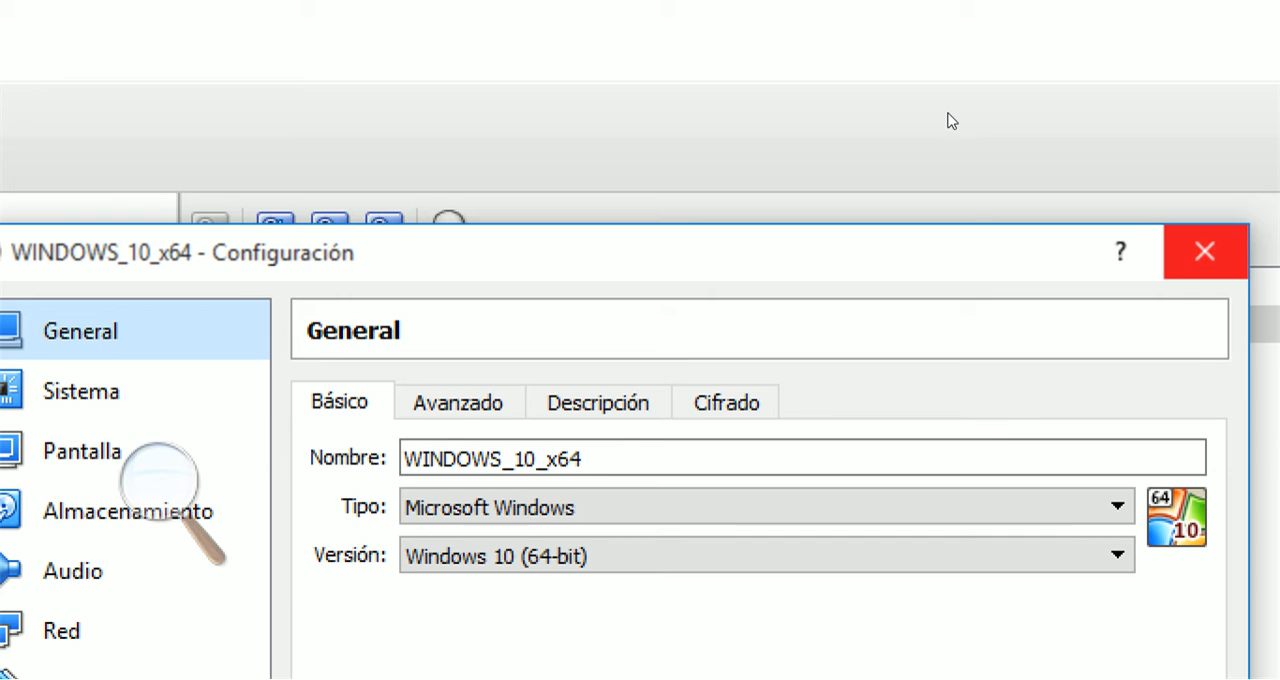 WINDOWS_10_x64 - Configuración
?
General
Sistema
Pantalla
Almacenamiento
Audio
Red
General
Básico
Avanzado
Descripción
Cifrado
Nombre: WINDOWS_10_x64
Tipo: Microsoft Windows
64
10
Versión: Windows 10 (64-bit)